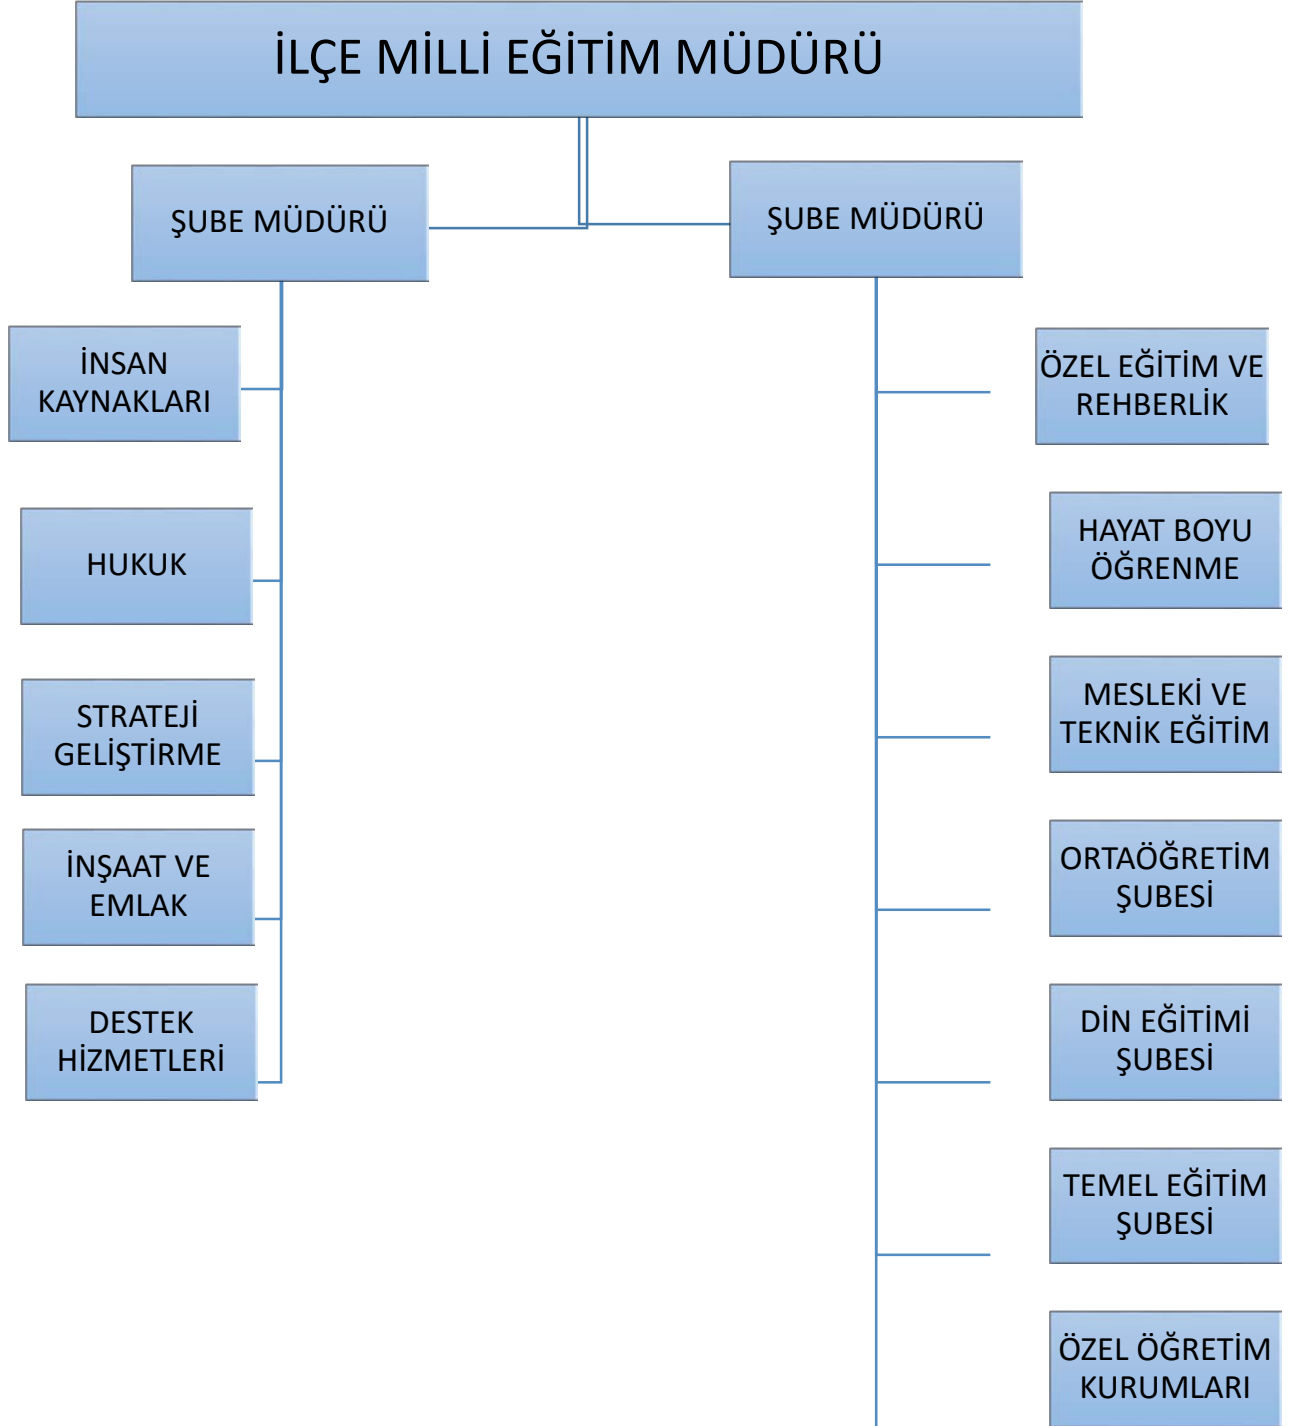 İLÇE MİLLİ EĞİTİM MÜDÜRÜ
ŞUBE MÜDÜRÜ
İNSAN
KAYNAKLARI
HUKUK
STRATEJİ
GELİŞTİRME
İNŞAAT VE
EMLAK
DESTEK
HİZMETLERİ
ŞUBE MÜDÜRÜ
ÖZEL EĞİTİM VE
REHBERLİK
HAYAT BOYU
ÖĞRENME
MESLEKİ VE
TEKNİK EĞİTİM
ORTAÖĞRETİM
ŞUBESİ
DİN EĞİTİMİ
ŞUBESİ
TEMEL EĞİTİM
ŞUBESİ
ÖZEL ÖĞRETİM
KURUMLARI